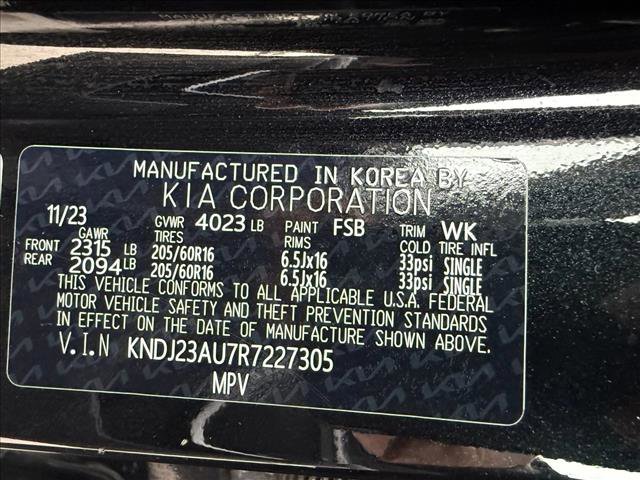 MANUFACTURED IN KOREA BY
KIA CORPORATION
11/23 GVWR 4023 LB PAINT FSB TRIM WK
GAWR TIRES RIMS COLD TIRE INFL
FRONT 2315 LB 205/60R16 6.5Jx16 33psi SINGLE
REAR 2094 LB 205/60R16 6.5Jx16 33psi SINGLE
THIS VEHICLE CONFORMS TO ALL APPLICABLE U.S.A. FEDERAL
MOTOR VEHICLE SAFETY AND THEFT PREVENTION STANDARDS
IN EFFECT ON THE DATE OF MANUFACTURE SHOWN ABOVE.
V.I.N KNDJ23AU7R7227305
MPV